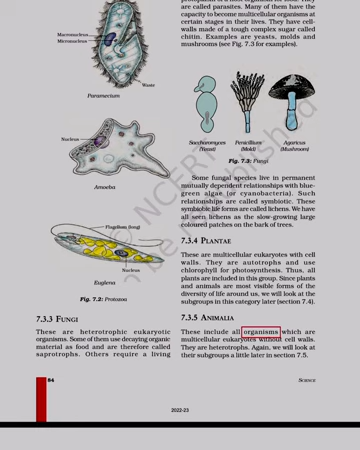 are called parasites. Many of them have the
capacity to become multicellular organisms at
certain stages in their lives. They have cell-
walls made of a tough complex sugar called
chitin. Examples are yeasts, molds and
mushrooms (see Fig. 7.3 for examples).
Macronucleus
Micronucleus
Waste
Paramecium
Nucleus
Amoeba
Flagellum (long)
Nucleus
Euglena
Fig. 7.2: Protozoa
7.3.3 FUNGI
These are heterotrophic eukaryotic
organisms. Some of them use decaying organic
material as food and are therefore called
saprotrophs. Others require a living
Saccharomyces
(Yeast)
Penicillium
(Mold)
Agaricus
(Mushroom)
Fig. 7.3: Fungi
Some fungal species live in permanent
mutually dependent relationships with blue-
green algae (or cyanobacteria). Such
relationships are called symbiotic. These
symbiotic life forms are called lichens. We have
all seen lichens as the slow-growing large
coloured patches on the bark of trees.
7.3.4 PLANTAE
These are multicellular eukaryotes with cell
walls. They are autotrophs and use
chlorophyll for photosynthesis. Thus, all
plants are included in this group. Since plants
and animals are most visible forms of the
diversity of life around us, we will look at the
subgroups in this category later (section 7.4).
7.3.5 ANIMALIA
These include all organisms which are
multicellular eukaryotes without cell walls.
They are heterotrophs. Again, we will look at
their subgroups a little later in section 7.5.
84
SCIENCE
2022-23